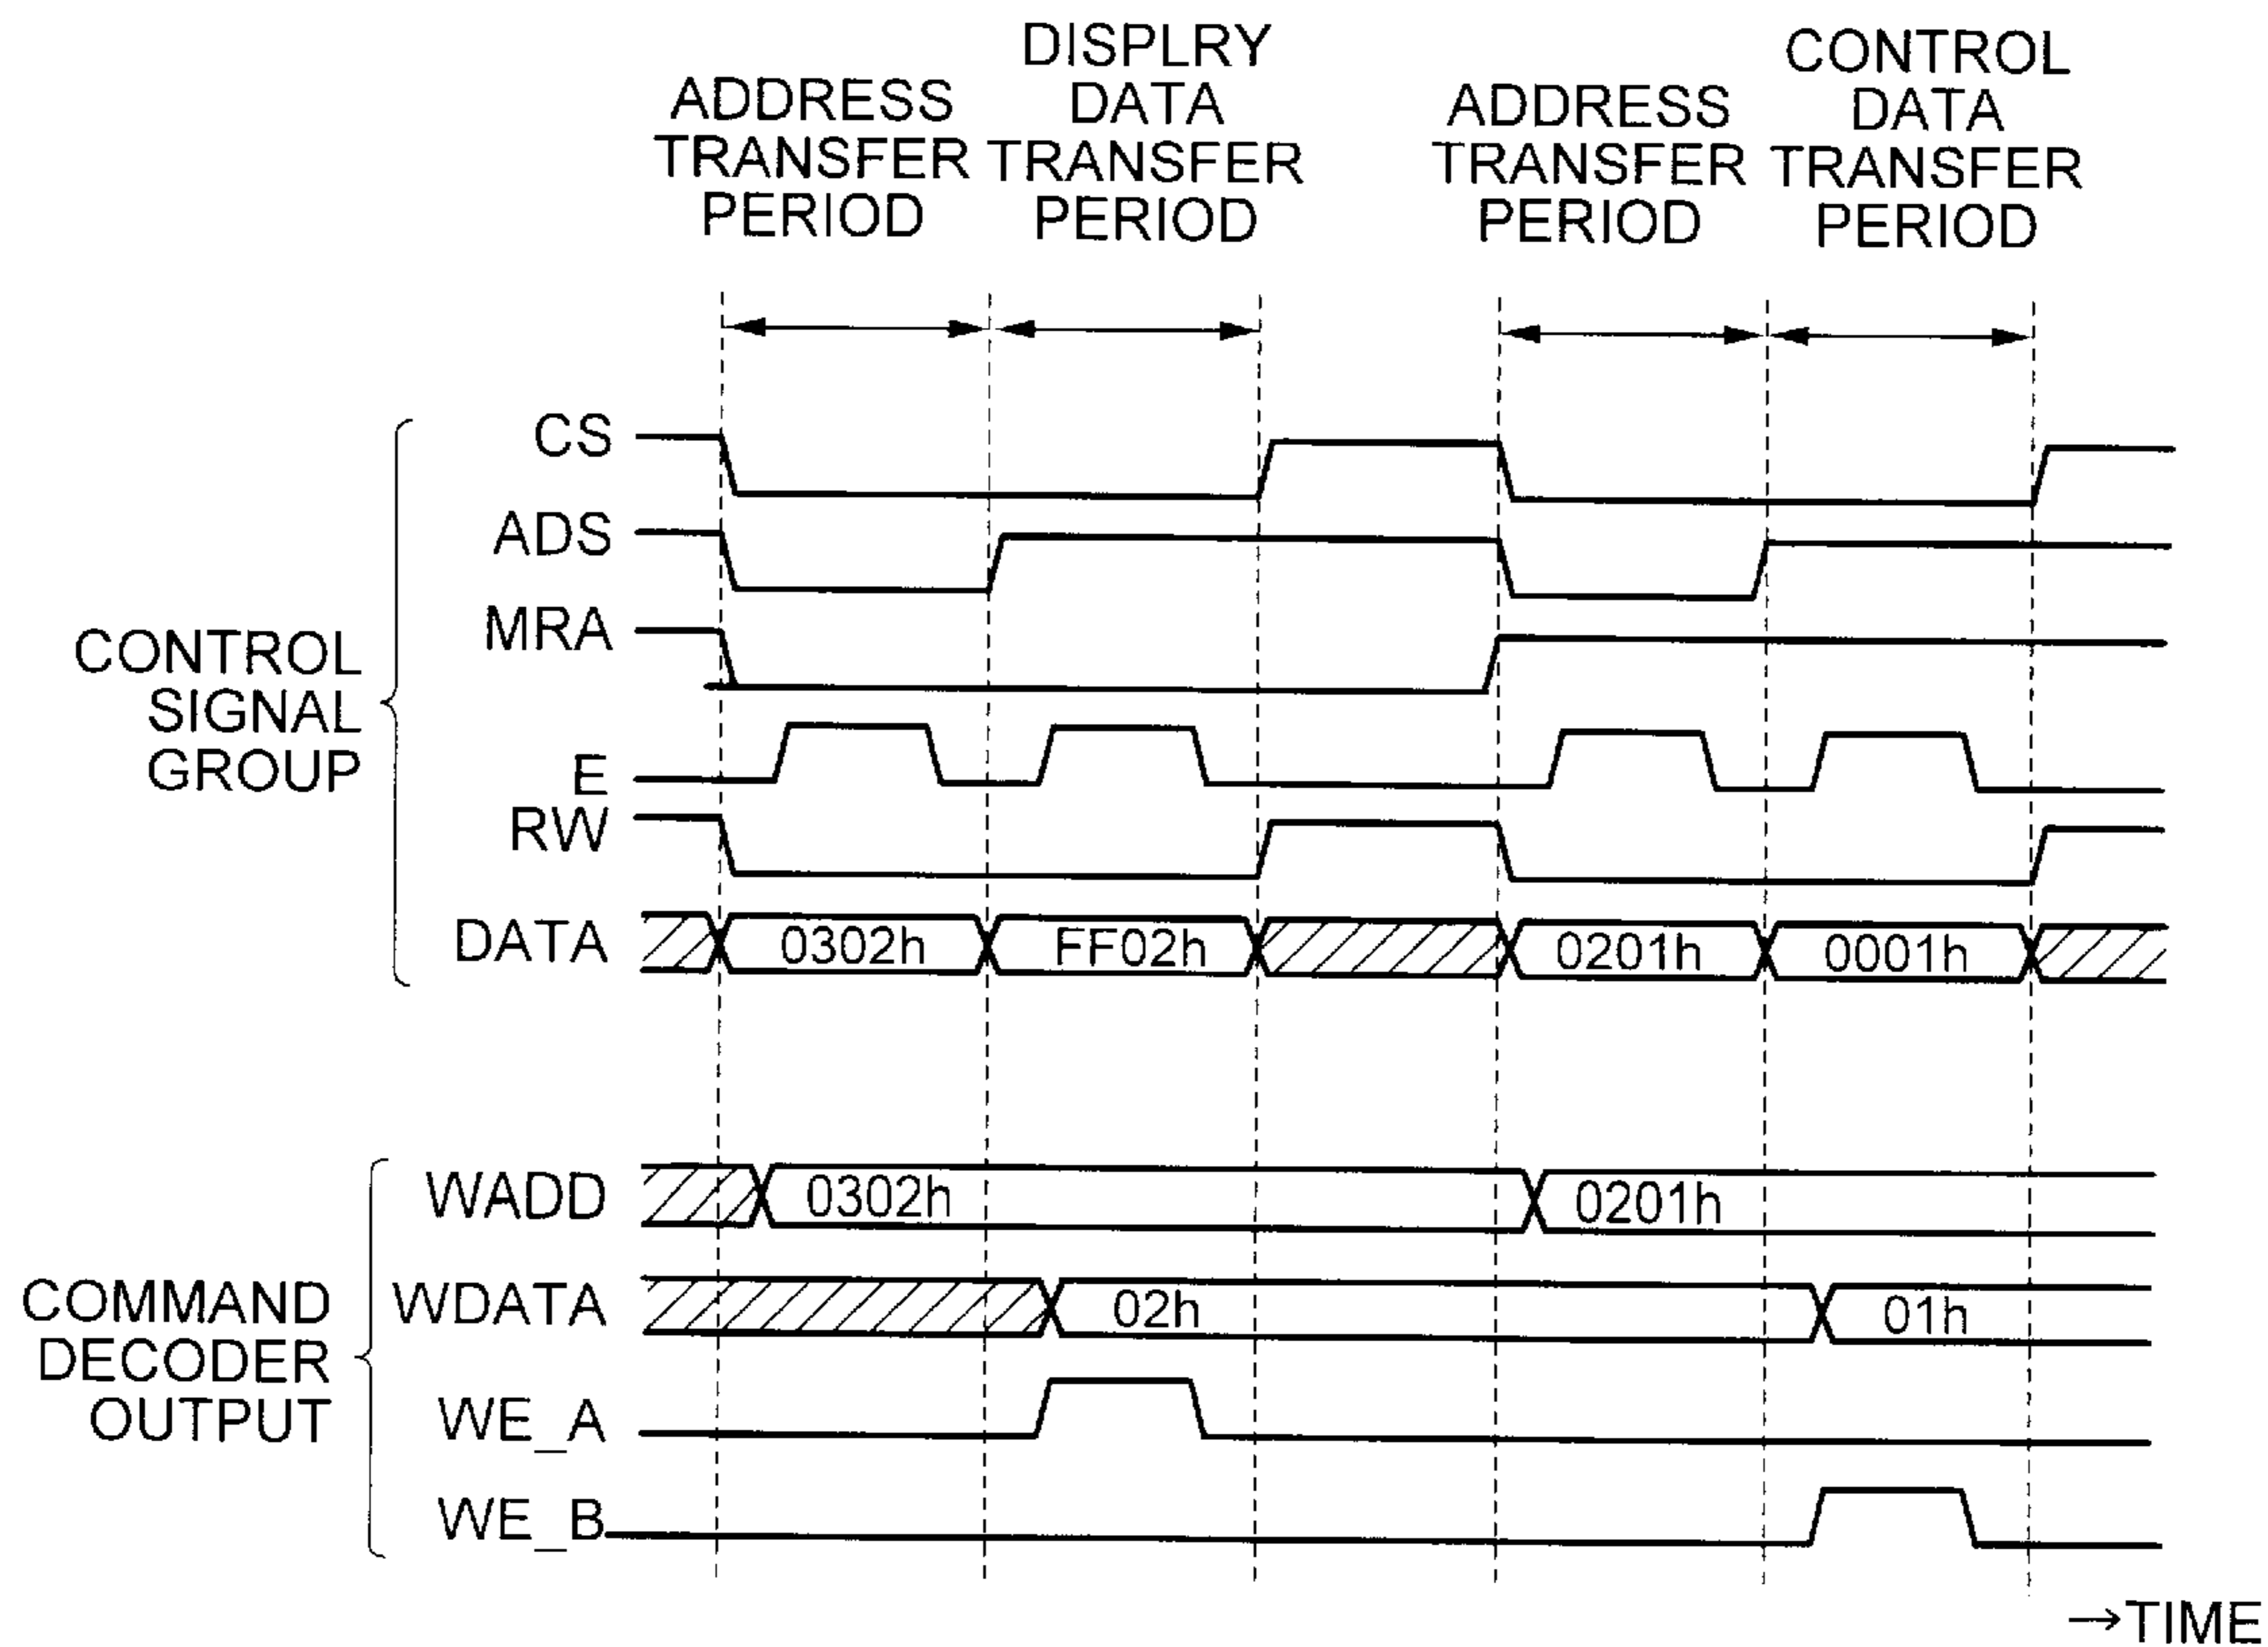 ADDRESS
TRANSFER
PERIOD
DISPLRY
DATA
TRANSFER
PERIOD
ADDRESS
TRANSFER
PERIOD
CONTROL
DATA
TRANSFER
PERIOD
CONTROL
SIGNAL
GROUP
CS
ADS
MRA
E
RW
DATA 0302h FF02h 0201h 0001h
COMMAND
DECODER
OUTPUT
WADD 0302h 0201h
WDATA 02h 01h
WE_A
WE_B
→TIME